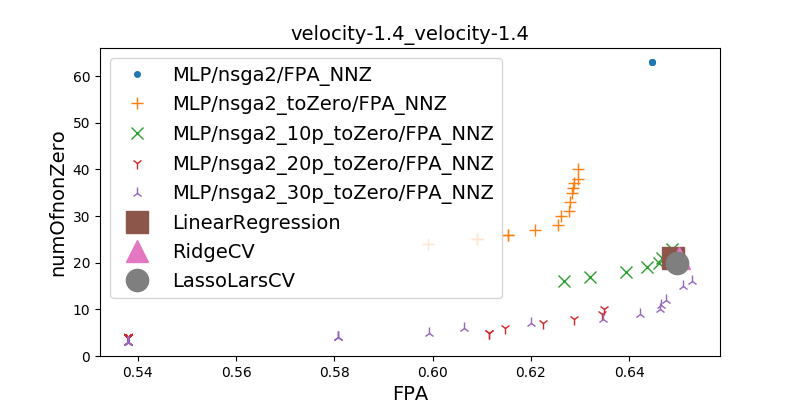 velocity-1.4_velocity-1.4
60
50
40
30
20
10
0
numOfnonZero
MLP/nsga2/FPA_NNZ
MLP/nsga2_toZero/FPA_NNZ
MLP/nsga2_10p_toZero/FPA_NNZ
MLP/nsga2_20p_toZero/FPA_NNZ
MLP/nsga2_30p_toZero/FPA_NNZ
LinearRegression
RidgeCV
LassoLarsCV
0.54 0.56 0.58 0.60 0.62 0.64
FPA